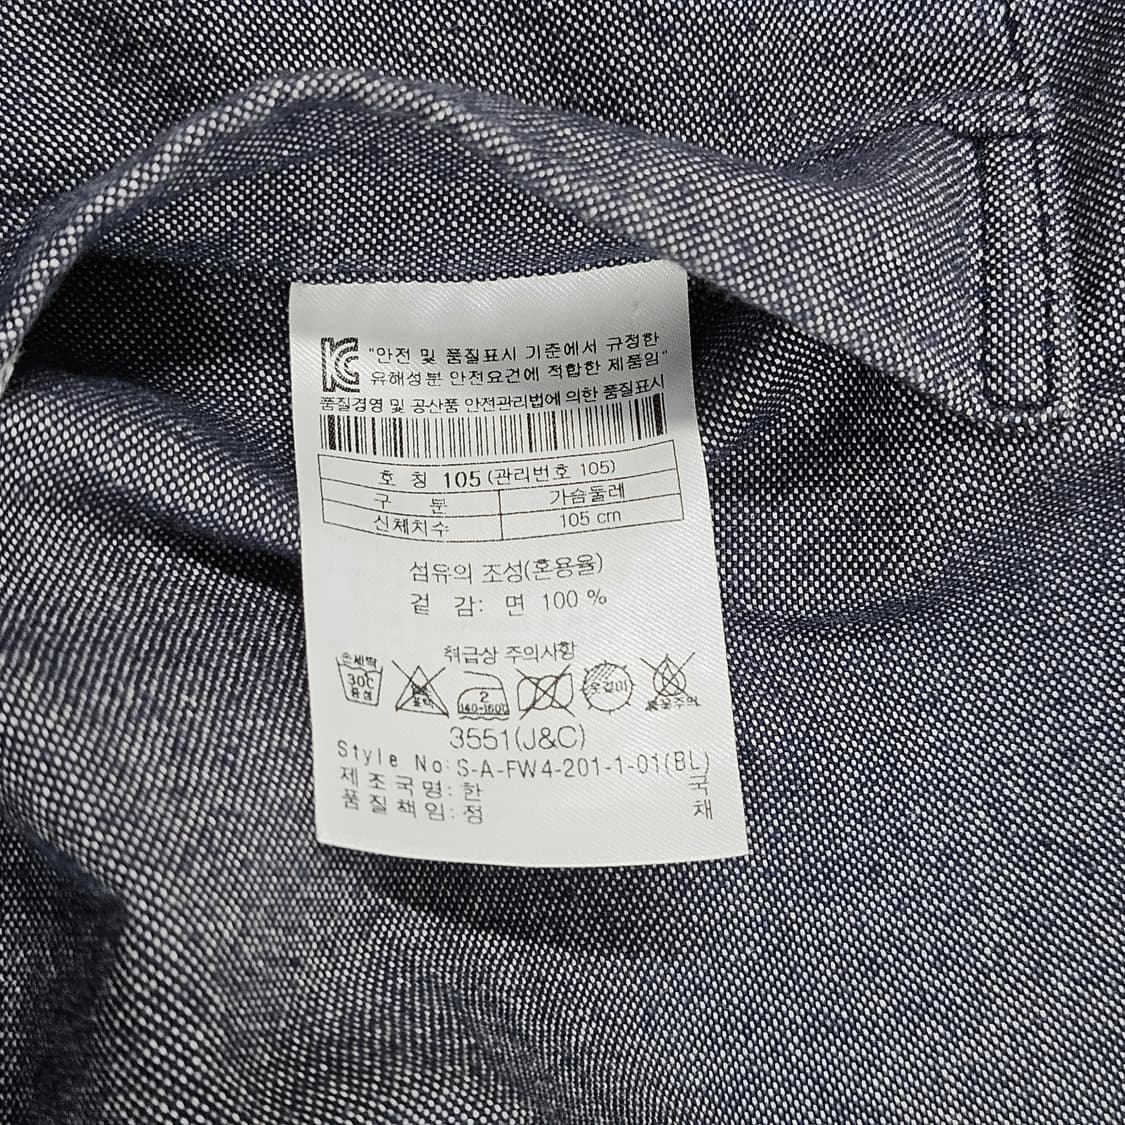 "안전 및 품질표시 기준에서 규정한
유해성분 안전요건에 적합한 제품임"
품질경영 및 공산품 안전관리법에 의한 품질표시
호 칭 105 (관리번호 105)
구 분 가슴둘레
신체치수 105 cm
섬유의 조성(혼용율)
겉 감: 면 100 %
취급상 주의사항
손세탁
30C 중성
표백
2 140-160℃
옷걸이
3551(J&C)
Style No: S-A-FW4-201-1-01(BL)
제 조 국 명: 한 국
품 질 책 임: 정 채